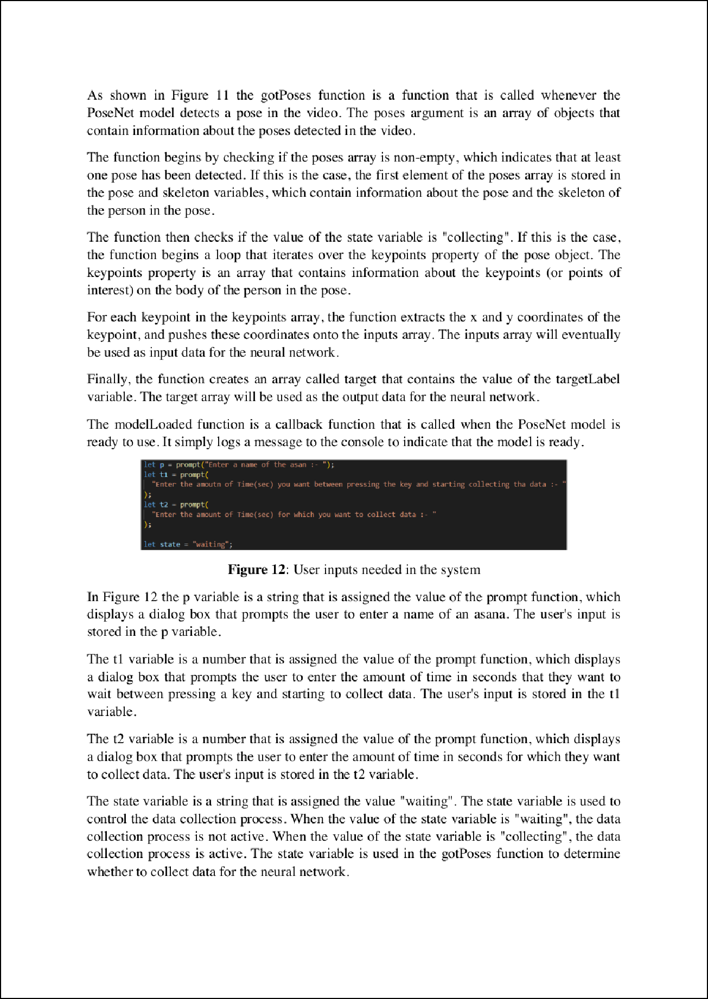 As shown in Figure 11 the gotPoses function is a function that is called whenever the
PoseNet model detects a pose in the video. The poses argument is an array of objects that
contain information about the poses detected in the video.
The function begins by checking if the poses array is non-empty, which indicates that at least
one pose has been detected. If this is the case, the first element of the poses array is stored in
the pose and skeleton variables, which contain information about the pose and the skeleton of
the person in the pose.
The function then checks if the value of the state variable is "collecting". If this is the case,
the function begins a loop that iterates over the keypoints property of the pose object. The
keypoints property is an array that contains information about the keypoints (or points of
interest) on the body of the person in the pose.
For each keypoint in the keypoints array, the function extracts the x and y coordinates of the
keypoint, and pushes these coordinates onto the inputs array. The inputs array will eventually
be used as input data for the neural network.
Finally, the function creates an array called target that contains the value of the targetLabel
variable. The target array will be used as the output data for the neural network.
The modelLoaded function is a callback function that is called when the PoseNet model is
ready to use. It simply logs a message to the console to indicate that the model is ready.
let p = prompt("Enter a name of the asan :- ");
let t1 = prompt(
"Enter the amoutn of Time(sec) you want between pressing the key and starting collecting tha data :- "
);
let t2 = prompt(
"Enter the amount of Time(sec) for which you want to collect data :- "
);
let state = "waiting";
Figure 12: User inputs needed in the system
In Figure 12 the p variable is a string that is assigned the value of the prompt function, which
displays a dialog box that prompts the user to enter a name of an asana. The user's input is
stored in the p variable.
The t1 variable is a number that is assigned the value of the prompt function, which displays
a dialog box that prompts the user to enter the amount of time in seconds that they want to
wait between pressing a key and starting to collect data. The user's input is stored in the t1
variable.
The t2 variable is a number that is assigned the value of the prompt function, which displays
a dialog box that prompts the user to enter the amount of time in seconds for which they want
to collect data. The user's input is stored in the t2 variable.
The state variable is a string that is assigned the value "waiting". The state variable is used to
control the data collection process. When the value of the state variable is "waiting", the data
collection process is not active. When the value of the state variable is "collecting", the data
collection process is active. The state variable is used in the gotPoses function to determine
whether to collect data for the neural network.